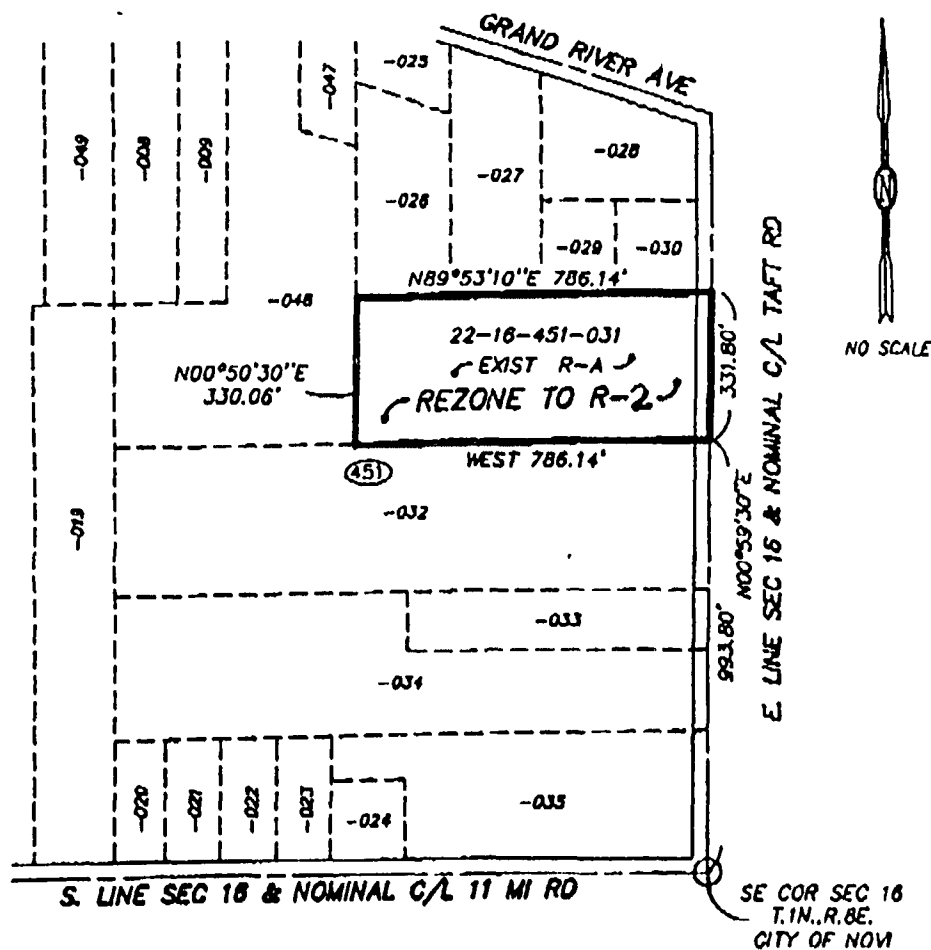 GRAND RIVER AVE
-025
-047
-049
-008
-009
-028
-027
-026
-029
-030
N
NO SCALE
N89°53'10"E 786.14'
-048
22-16-451-031
EXIST R-A
REZONE TO R-2
N00°50'30"E
330.06'
331.80'
WEST 786.14'
451
-032
-013
N00°59'30"E
993.80'
E LINE SEC 16 & NOMINAL C/L TAFT RD
-033
-034
-020
-021
-022
-023
-024
-035
S. LINE SEC 16 & NOMINAL C/L 11 MI RD
SE COR SEC 16
T.1N.,R.8E.
CITY OF NOVI